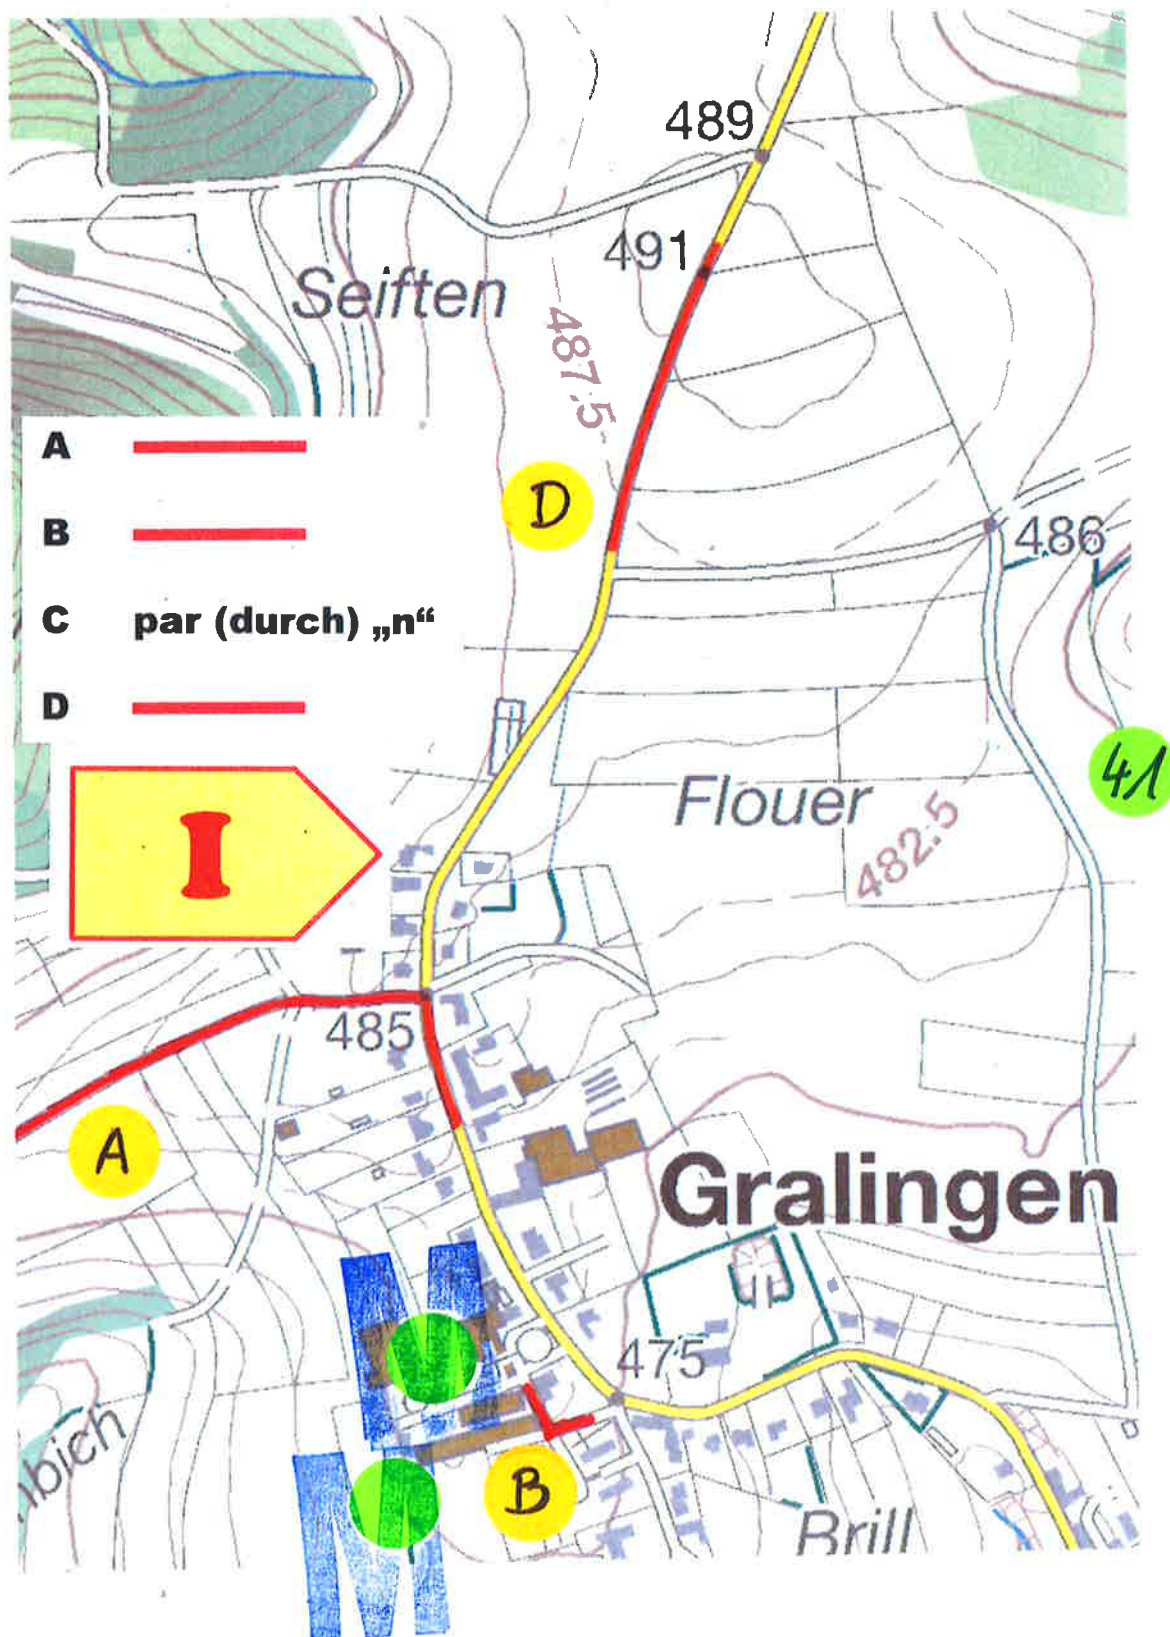 489
491
Seiften
487.5
A
D
B
486
C par (durch) „n“
D
41
Flouer
482.5
I
485
A
Gralingen
M
475
bich
B
Brill
M